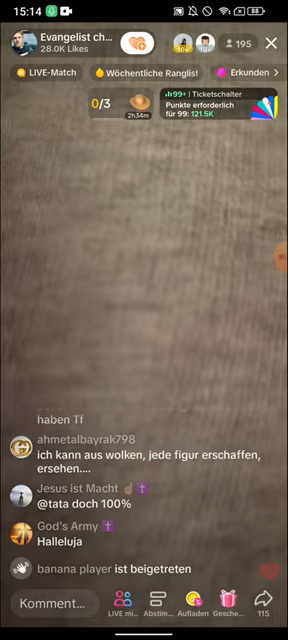 15:14
88
Evangelist ch...
28.0K Likes
195
LIVE-Match
Wöchentliche Ranglist
Erkunden
0/3
2h34m
99+ | Ticketschalter
Punkte erforderlich
für 99: 121.5K
haben Tf
ahmetalbayrak798
ich kann aus wolken, jede figur erschaffen,
ersehen....
Jesus ist Macht
@tata doch 100%
God's Army
Halleluja
banana player ist beigetreten
Komment...
LIVE mi...
Abstim...
Aufladen
Gesche...
115